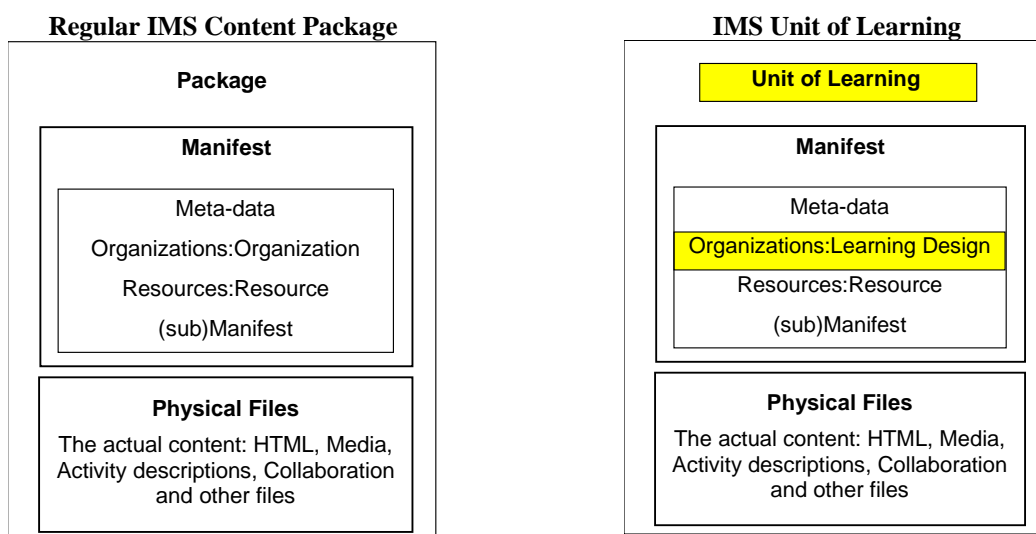 Regular IMS Content Package
Package
Manifest
Meta-data
Organizations:Organization
Resources:Resource
(sub)Manifest
Physical Files
The actual content: HTML, Media,
Activity descriptions, Collaboration
and other files
IMS Unit of Learning
Unit of Learning
Manifest
Meta-data
Organizations:Learning Design
Resources:Resource
(sub)Manifest
Physical Files
The actual content: HTML, Media,
Activity descriptions, Collaboration
and other files